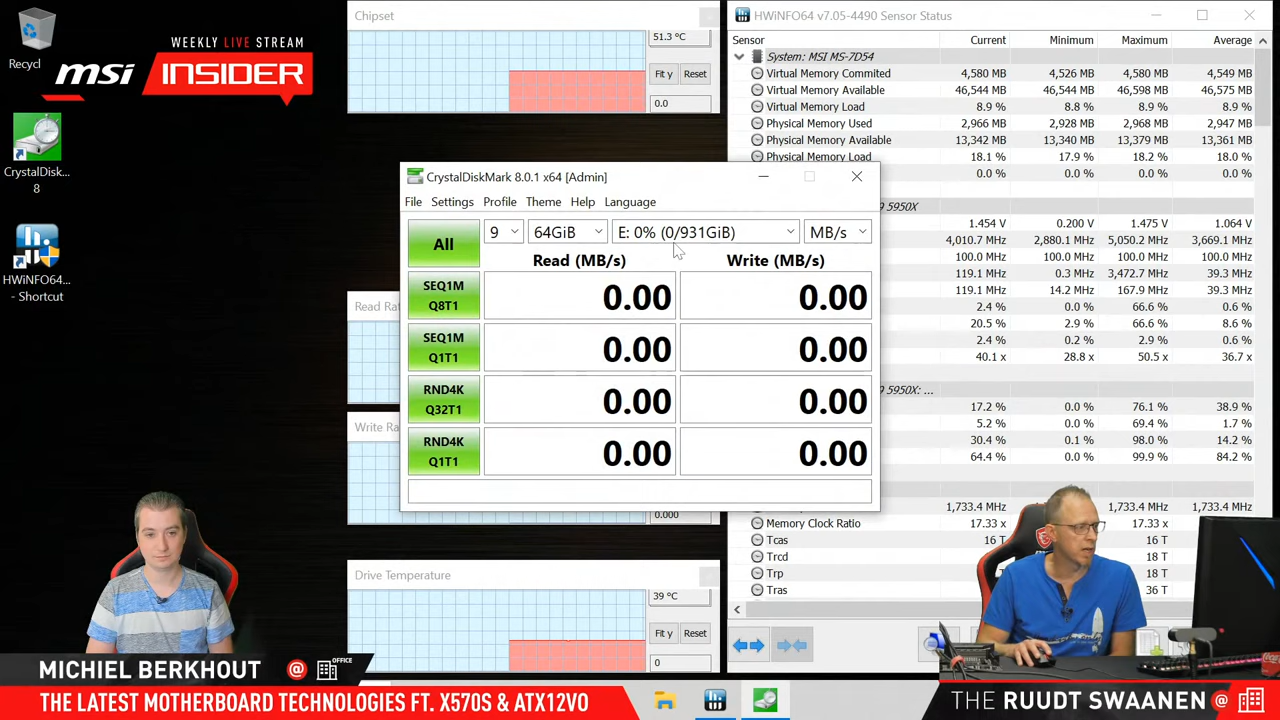 Recycl
WEEKLY LIVE STREAM
msi INSIDER
CrystalDisk...
8
HWiNFO64...
- Shortcut
Chipset
51.3 °C
Fit y Reset
0.0
Read Ra
Write Ra
0.000
Drive Temperature
39 °C
Fit y Reset
0
CrystalDiskMark 8.0.1 x64 [Admin]
File Settings Profile Theme Help Language
All 9 64GiB E: 0% (0/931GiB) MB/s
Read (MB/s) Write (MB/s)
SEQ1M
Q8T1 0.00 0.00
SEQ1M
Q1T1 0.00 0.00
RND4K
Q32T1 0.00 0.00
RND4K
Q1T1 0.00 0.00
HWiNFO64 v7.05-4490 Sensor Status
Sensor Current Minimum Maximum Average
System: MSI MS-7D54
Virtual Memory Commited 4,580 MB 4,526 MB 4,580 MB 4,549 MB
Virtual Memory Available 46,544 MB 46,544 MB 46,598 MB 46,575 MB
Virtual Memory Load 8.9 % 8.8 % 8.9 % 8.9 %
Physical Memory Used 2,966 MB 2,928 MB 2,968 MB 2,947 MB
Physical Memory Available 13,342 MB 13,340 MB 13,379 MB 13,361 MB
Physical Memory Load 18.1 % 17.9 % 18.2 % 18.0 %
0.0 % 0.0 % 0.0 % 0.0 %
9 5950X
1.454 V 0.200 V 1.475 V 1.064 V
4,010.7 MHz 2,880.1 MHz 5,050.2 MHz 3,669.1 MHz
100.0 MHz 100.0 MHz 100.0 MHz 100.0 MHz
119.1 MHz 0.3 MHz 3,472.7 MHz 39.3 MHz
119.1 MHz 14.2 MHz 167.9 MHz 39.3 MHz
2.4 % 0.0 % 66.6 % 0.6 %
20.5 % 2.9 % 66.6 % 8.6 %
2.4 % 0.2 % 2.9 % 0.6 %
40.1 x 28.8 x 50.5 x 36.7 x
9 5950X: ...
17.2 % 0.0 % 76.1 % 38.9 %
5.2 % 0.0 % 69.4 % 1.7 %
30.4 % 0.1 % 98.0 % 14.2 %
64.4 % 0.0 % 99.9 % 84.2 %
1,733.4 MHz 1,733.4 MHz 1,733.4 MHz 1,733.4 MHz
Memory Clock Ratio 17.33 x 17.33 x 17.33 x
Tcas 16 T 16 T
Trcd 18 T
Trp 18 T
Tras 36 T
MICHIEL BERKHOUT @ OFFICE
THE LATEST MOTHERBOARD TECHNOLOGIES FT. X570S & ATX12VO
THE RUUDT SWAANEN @